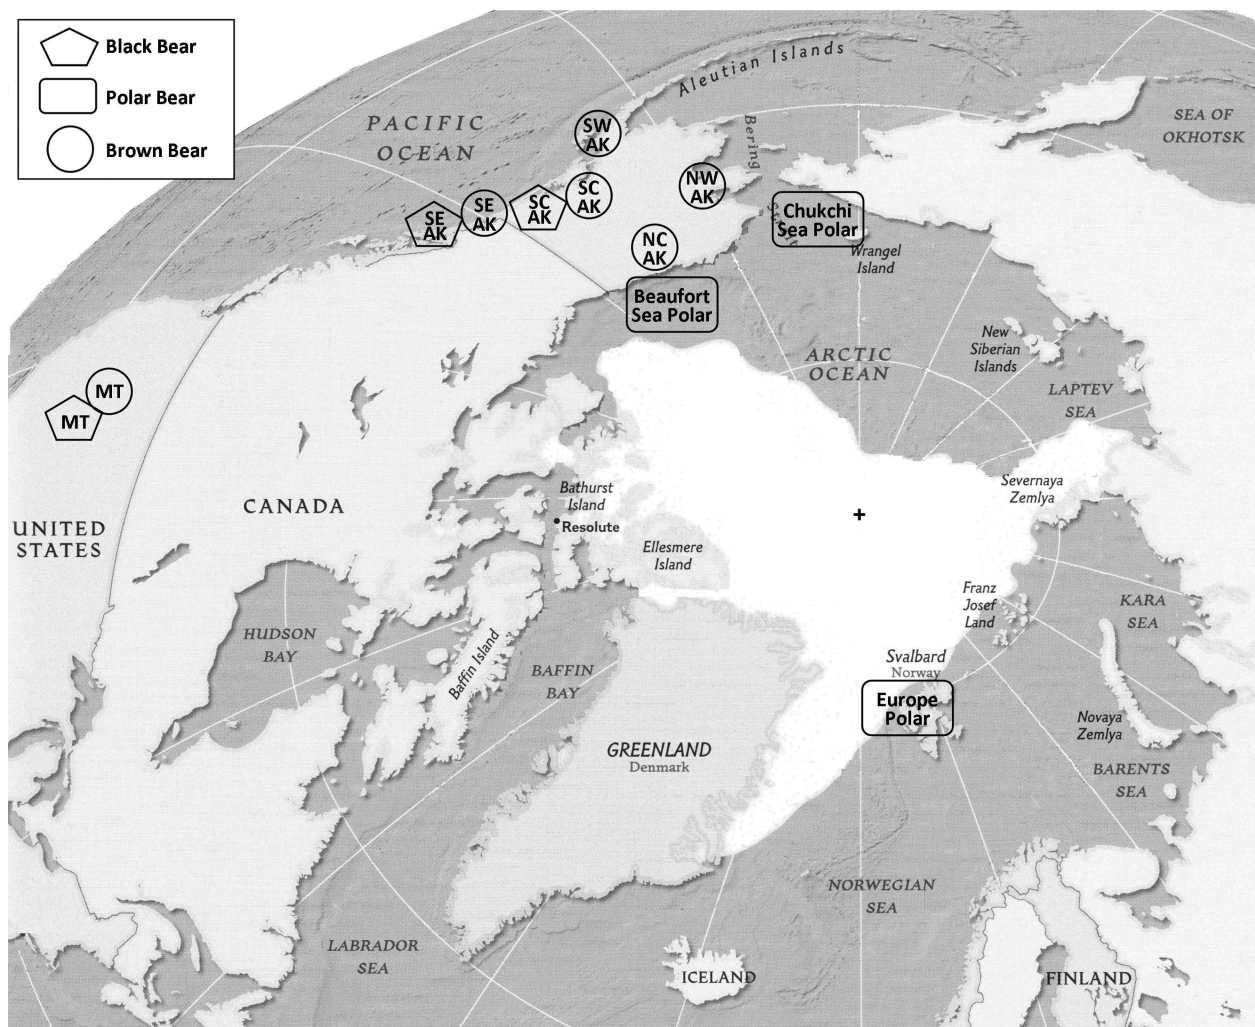 Black Bear
Polar Bear
Brown Bear
Aleutian Islands
PACIFIC
OCEAN
SEA OF
OKHOTSK
Bering
Strait
SW
AK
NW
AK
SC
AK
SC
AK
SE
AK
SE
AK
NC
AK
Chukchi
Sea Polar
Wrangel
Island
Beaufort
Sea Polar
New
Siberian
Islands
ARCTIC
OCEAN
LAPTEV
SEA
MT
MT
Severnaya
Zemlya
Bathurst
Island
Resolute
CANADA
UNITED
STATES
Ellesmere
Island
+
Franz
Josef
Land
KARA
SEA
HUDSON
BAY
Baffin Island
BAFFIN
BAY
Svalbard
Norway
Europe
Polar
Novaya
Zemlya
GREENLAND
Denmark
BARENTS
SEA
NORWEGIAN
SEA
LABRADOR
SEA
ICELAND
FINLAND